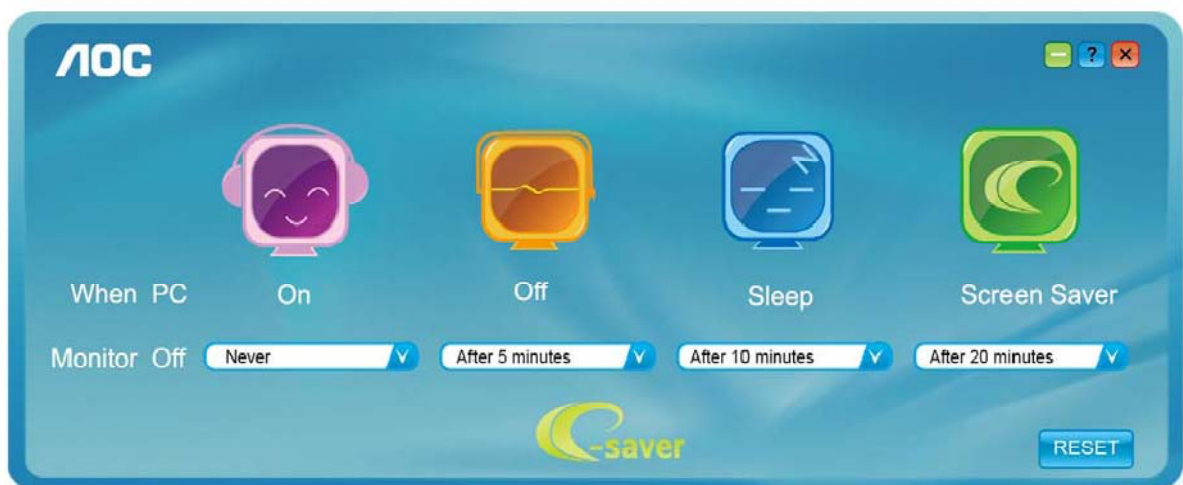 AOC
?
When PC On Off Sleep Screen Saver
Monitor Off Never After 5 minutes After 10 minutes After 20 minutes
e-saver
RESET